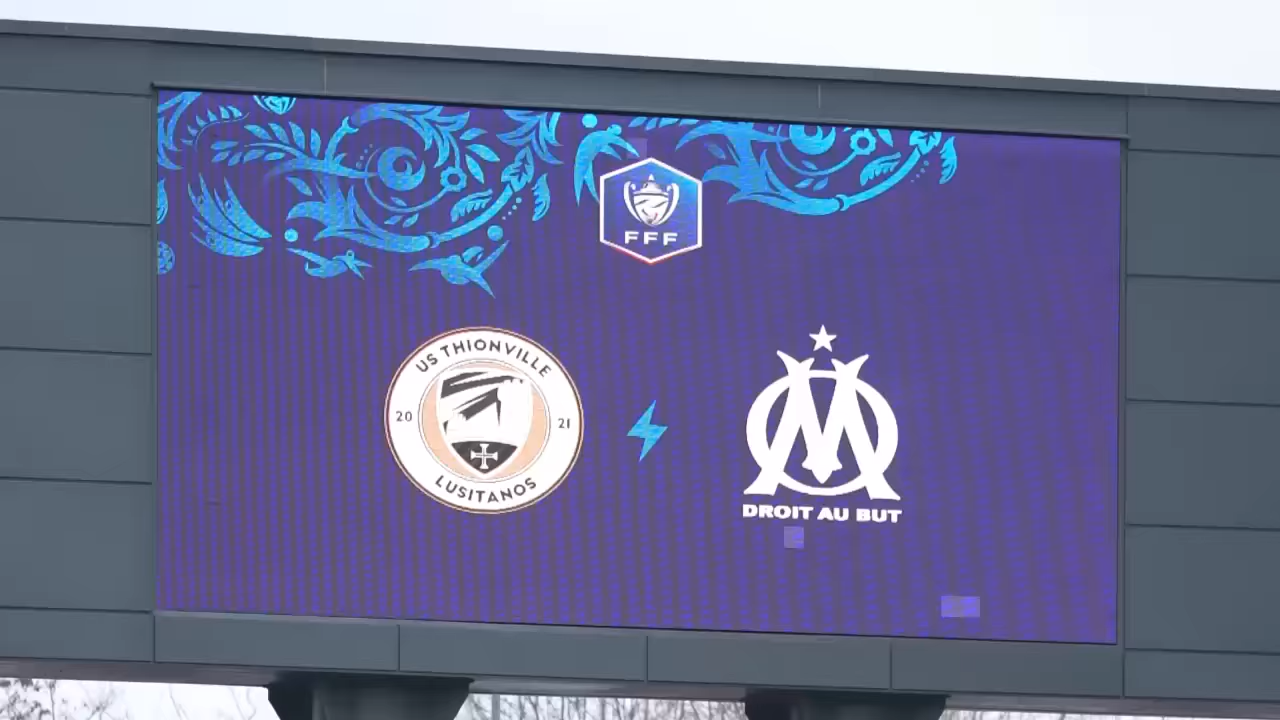 FFF
US THIONVILLE
20 21
LUSITANOS
DROIT AU BUT